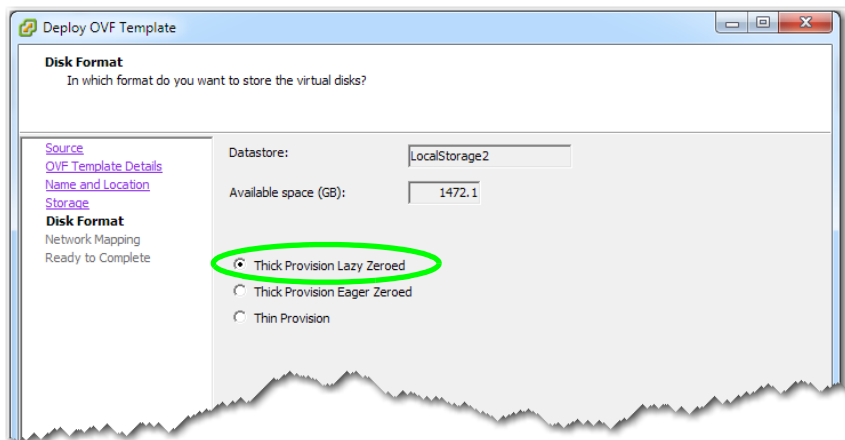 Deploy OVF Template
Disk Format
In which format do you want to store the virtual disks?
Source
OVF Template Details
Name and Location
Storage
Disk Format
Network Mapping
Ready to Complete
Datastore: LocalStorage2
Available space (GB): 1472.1
Thick Provision Lazy Zeroed
Thick Provision Eager Zeroed
Thin Provision